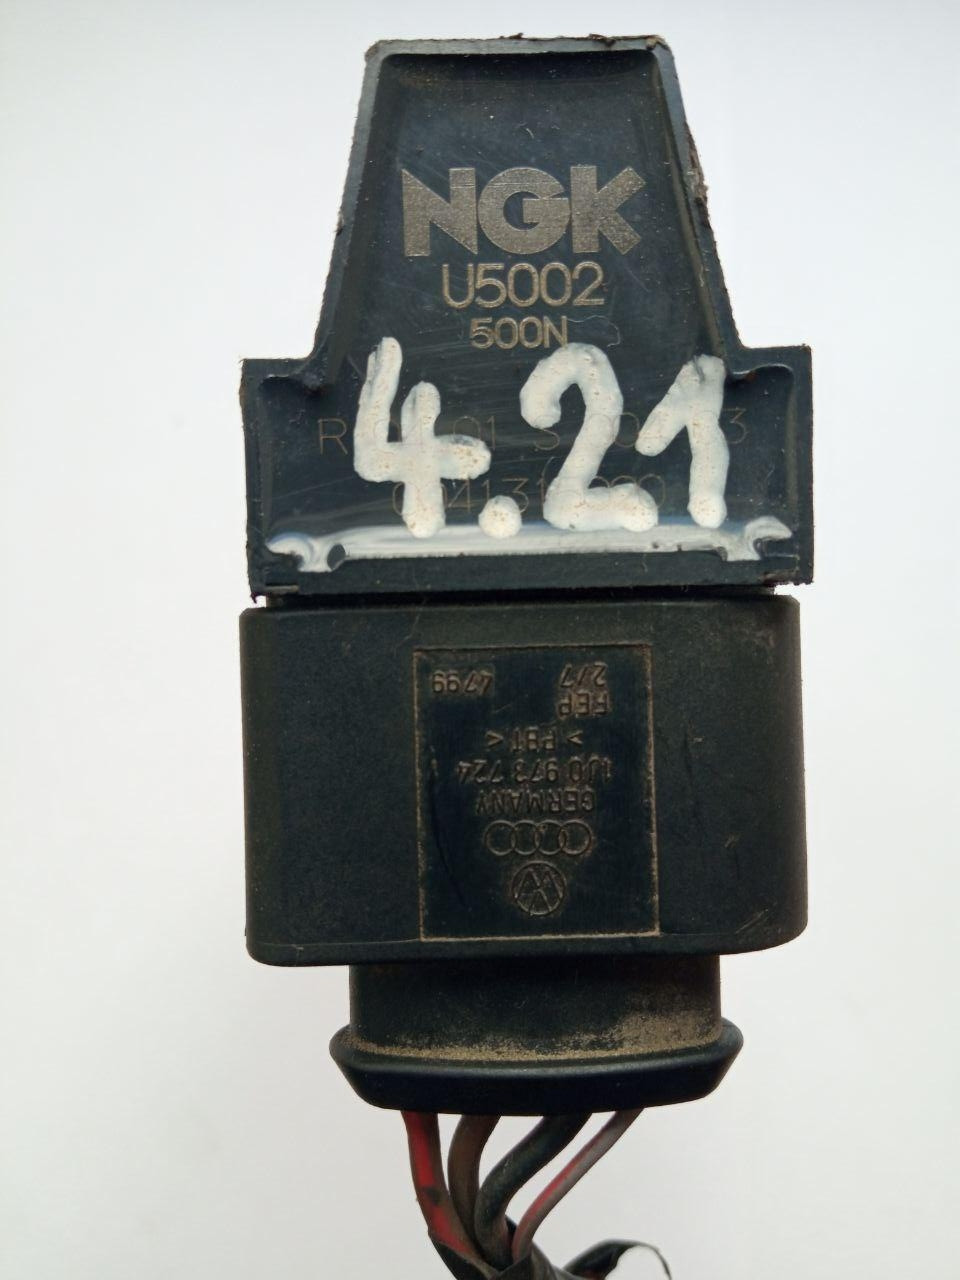 NGK
U5002
500N
4.21
4799
2/7
REP
> PBT <
1J0 973 724
GERMANY